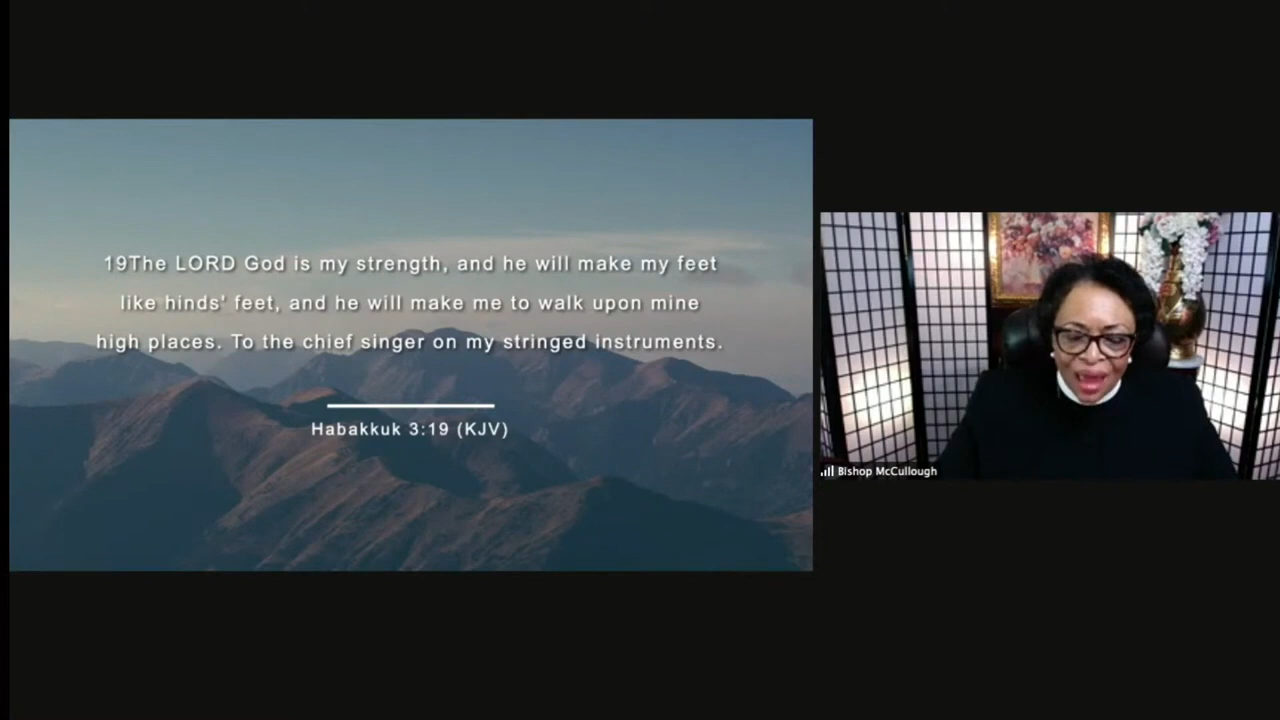 19The LORD God is my strength, and he will make my feet
like hinds' feet, and he will make me to walk upon mine
high places. To the chief singer on my stringed instruments.
Habakkuk 3:19 (KJV)
Bishop McCullough